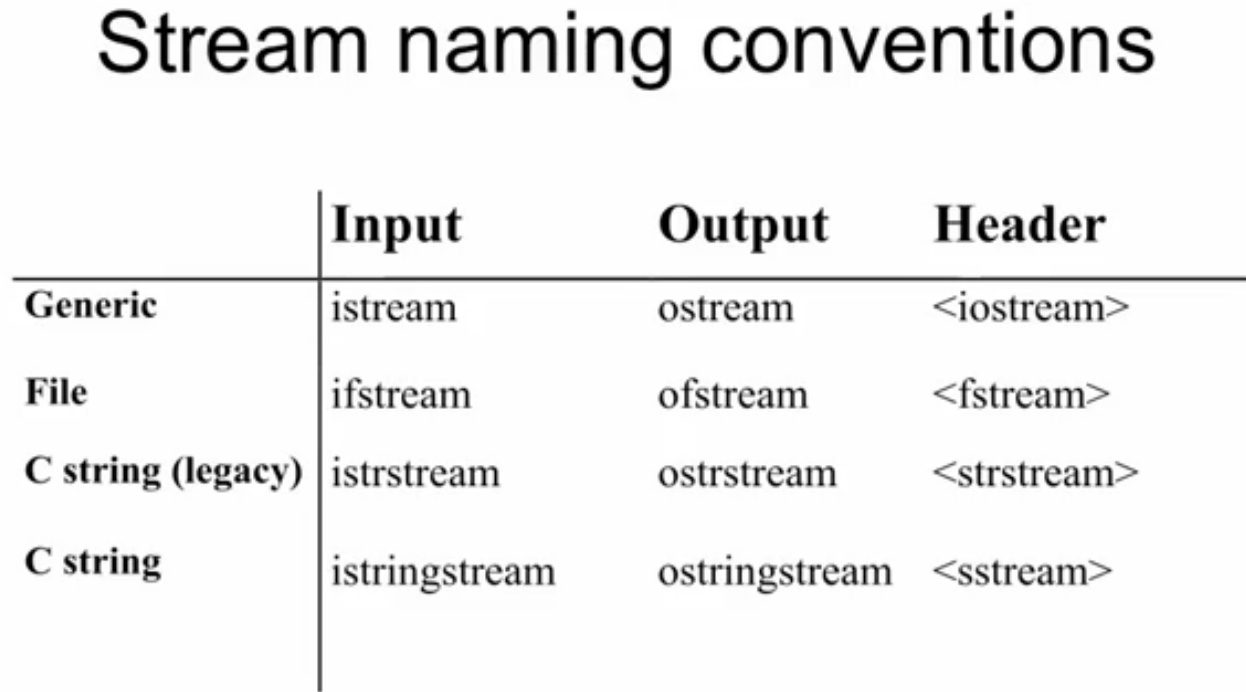 Stream naming conventions
Input Output Header
Generic istream ostream <iostream>
File ifstream ofstream <fstream>
C string (legacy) istrstream ostrstream <strstream>
C string istringstream ostringstream <sstream>